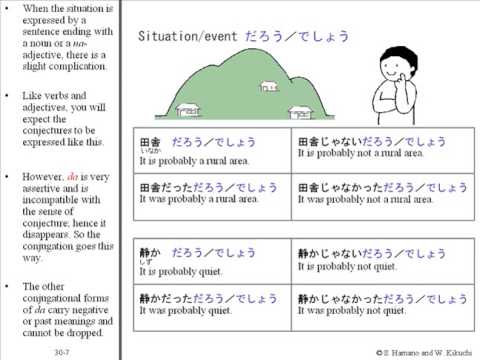 • When the situation is
expressed by a
sentence ending with
a noun or a na-
adjective, there is a
slight complication.
• Like verbs and
adjectives, you will
expect the
conjectures to be
expressed like this.
• However, da is very
assertive and is
incompatible with
the sense of
conjecture; hence it
disappears. So the
conjugation goes this
way.
• The other
conjugational forms
of da carry negative
or past meanings and
cannot be dropped.
30-7
Situation/event だろう／でしょう
田舎 だろう／でしょう
いなか
It is probably a rural area.
田舎じゃないだろう／でしょう
It is probably not a rural area.
田舎だっただろう／でしょう
It was probably a rural area.
田舎じゃなかっただろう／でしょう
It was probably not a rural area.
静か だろう／でしょう
しず
It is probably quiet.
静かじゃないだろう／でしょう
It is probably not quiet.
静かだっただろう／でしょう
It was probably quiet.
静かじゃなかっただろう／でしょう
It was probably not quiet.
© S. Hamano and W. Kikuchi